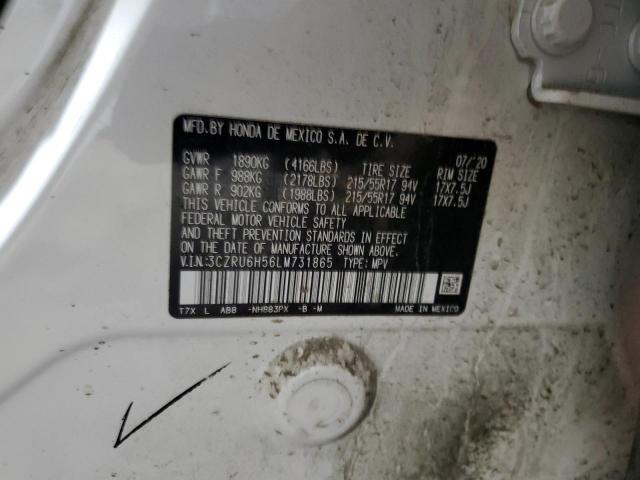 MFD.BY HONDA DE MEXICO S.A. DE C.V.
07/'20
GVWR 1890KG (4166LBS) TIRE SIZE RIM SIZE
GAWR F 988KG (2178LBS) 215/55R17 94V 17X7.5J
GAWR R 902KG (1988LBS) 215/55R17 94V 17X7.5J
THIS VEHICLE CONFORMS TO ALL APPLICABLE
FEDERAL MOTOR VEHICLE SAFETY
AND THEFT PREVENTION STANDARDS IN EFFECT
ON THE DATE OF MANUFACTURE SHOWN ABOVE.
V.I.N.:3CZRU6H56LM731865 TYPE: MPV
T7X L AB8 -NH883PX -B -M MADE IN MEXICO